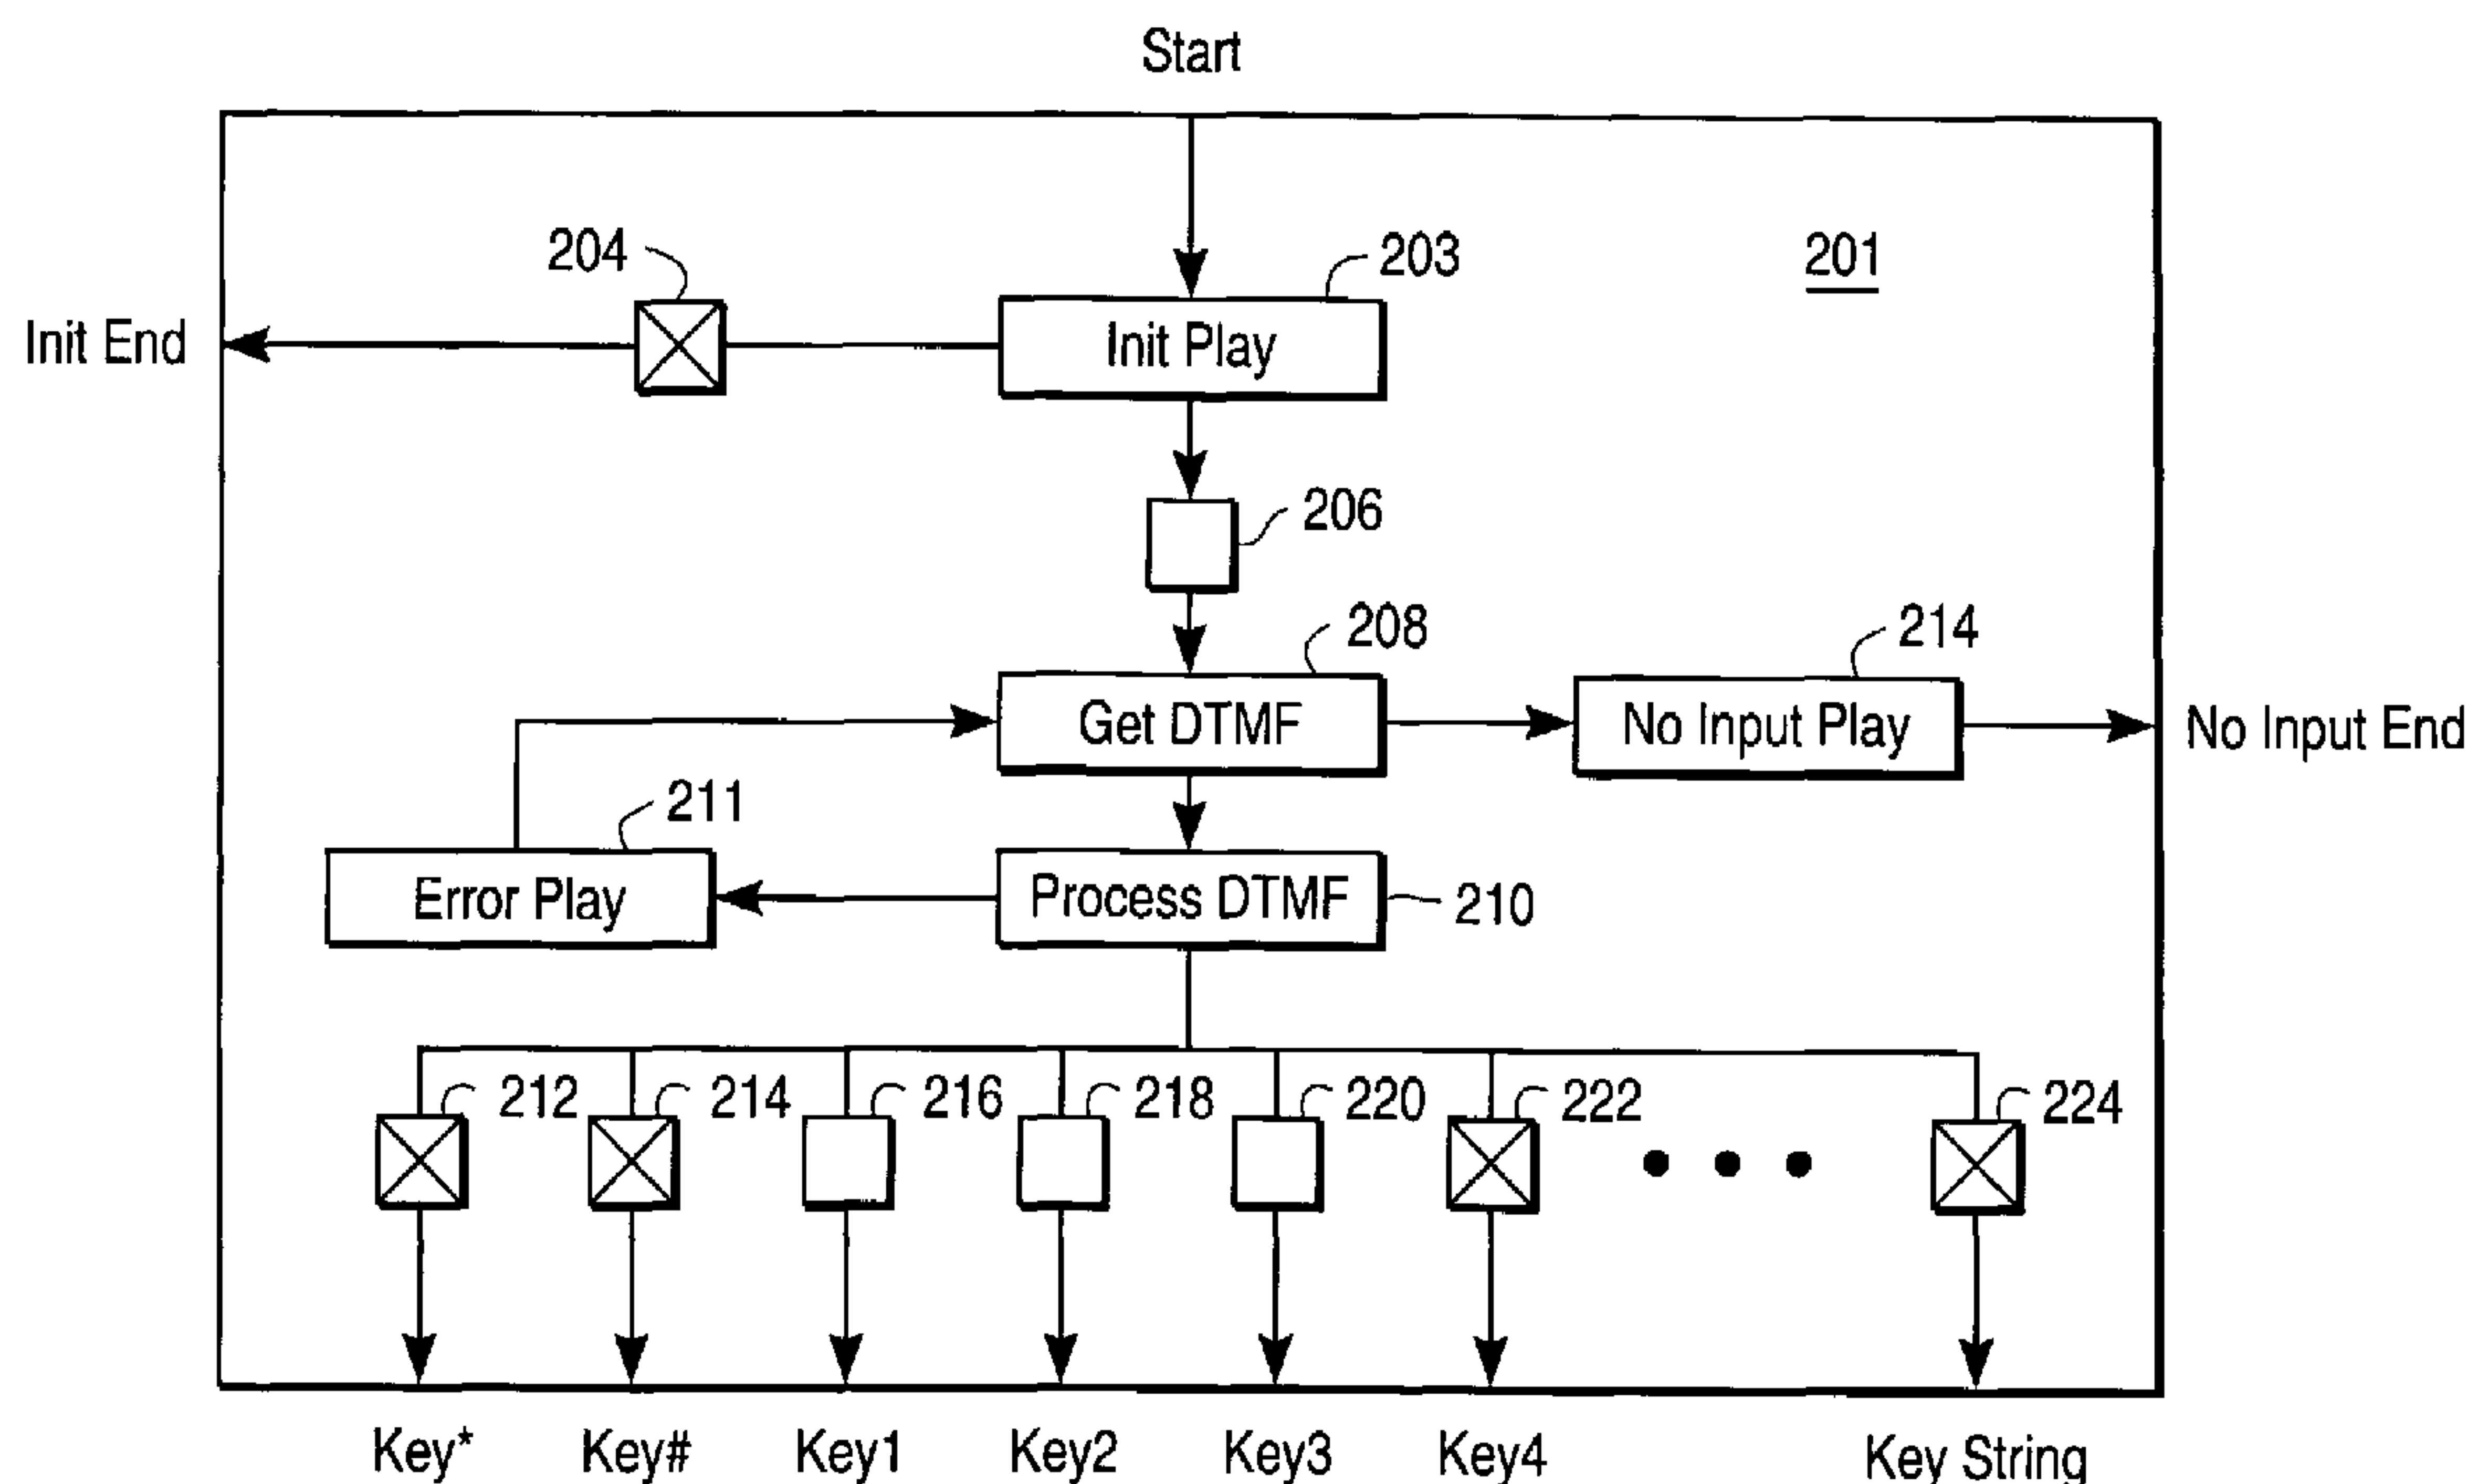 Start
204
203
201
Init End
Init Play
206
208
214
Get DTMF
No Input Play
No Input End
211
Error Play
Process DTMF
210
212
214
216
218
220
222
224
Key*
Key#
Key1
Key2
Key3
Key4
Key String